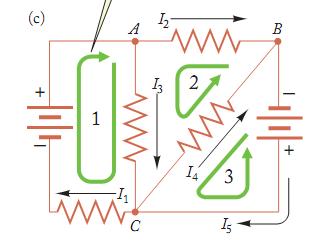 (c)
I₂
A
B
+
I₃
2
−
1
+
I₄
3
−
I₁
C
I₅